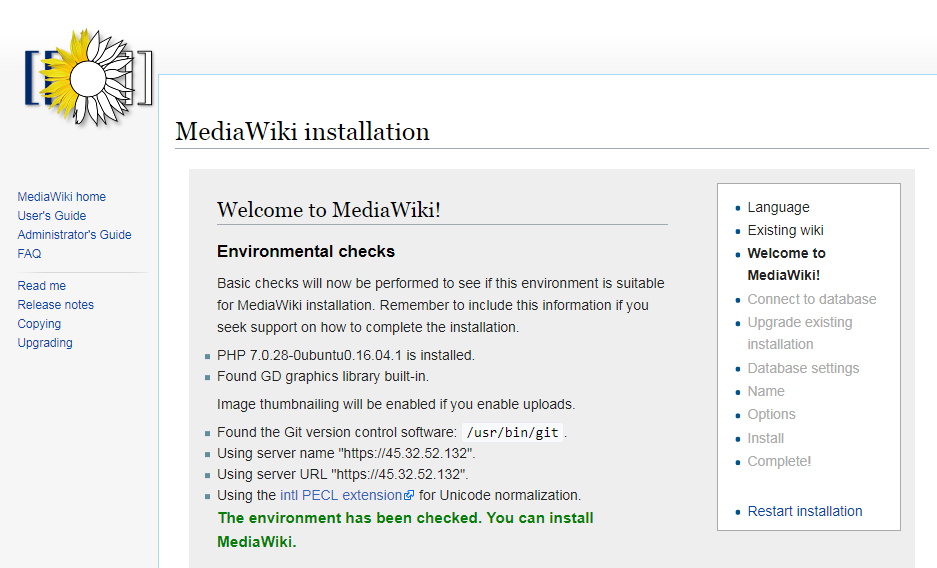 MediaWiki installation
MediaWiki home
User's Guide
Administrator's Guide
FAQ
Read me
Release notes
Copying
Upgrading
Welcome to MediaWiki!
Environmental checks
Basic checks will now be performed to see if this environment is suitable
for MediaWiki installation. Remember to include this information if you
seek support on how to complete the installation.
PHP 7.0.28-0ubuntu0.16.04.1 is installed.
Found GD graphics library built-in.
Image thumbnailing will be enabled if you enable uploads.
Found the Git version control software: /usr/bin/git .
Using server name "https://45.32.52.132".
Using server URL "https://45.32.52.132".
Using the intl PECL extension for Unicode normalization.
The environment has been checked. You can install
MediaWiki.
Language
Existing wiki
Welcome to
MediaWiki!
Connect to database
Upgrade existing
installation
Database settings
Name
Options
Install
Complete!
Restart installation